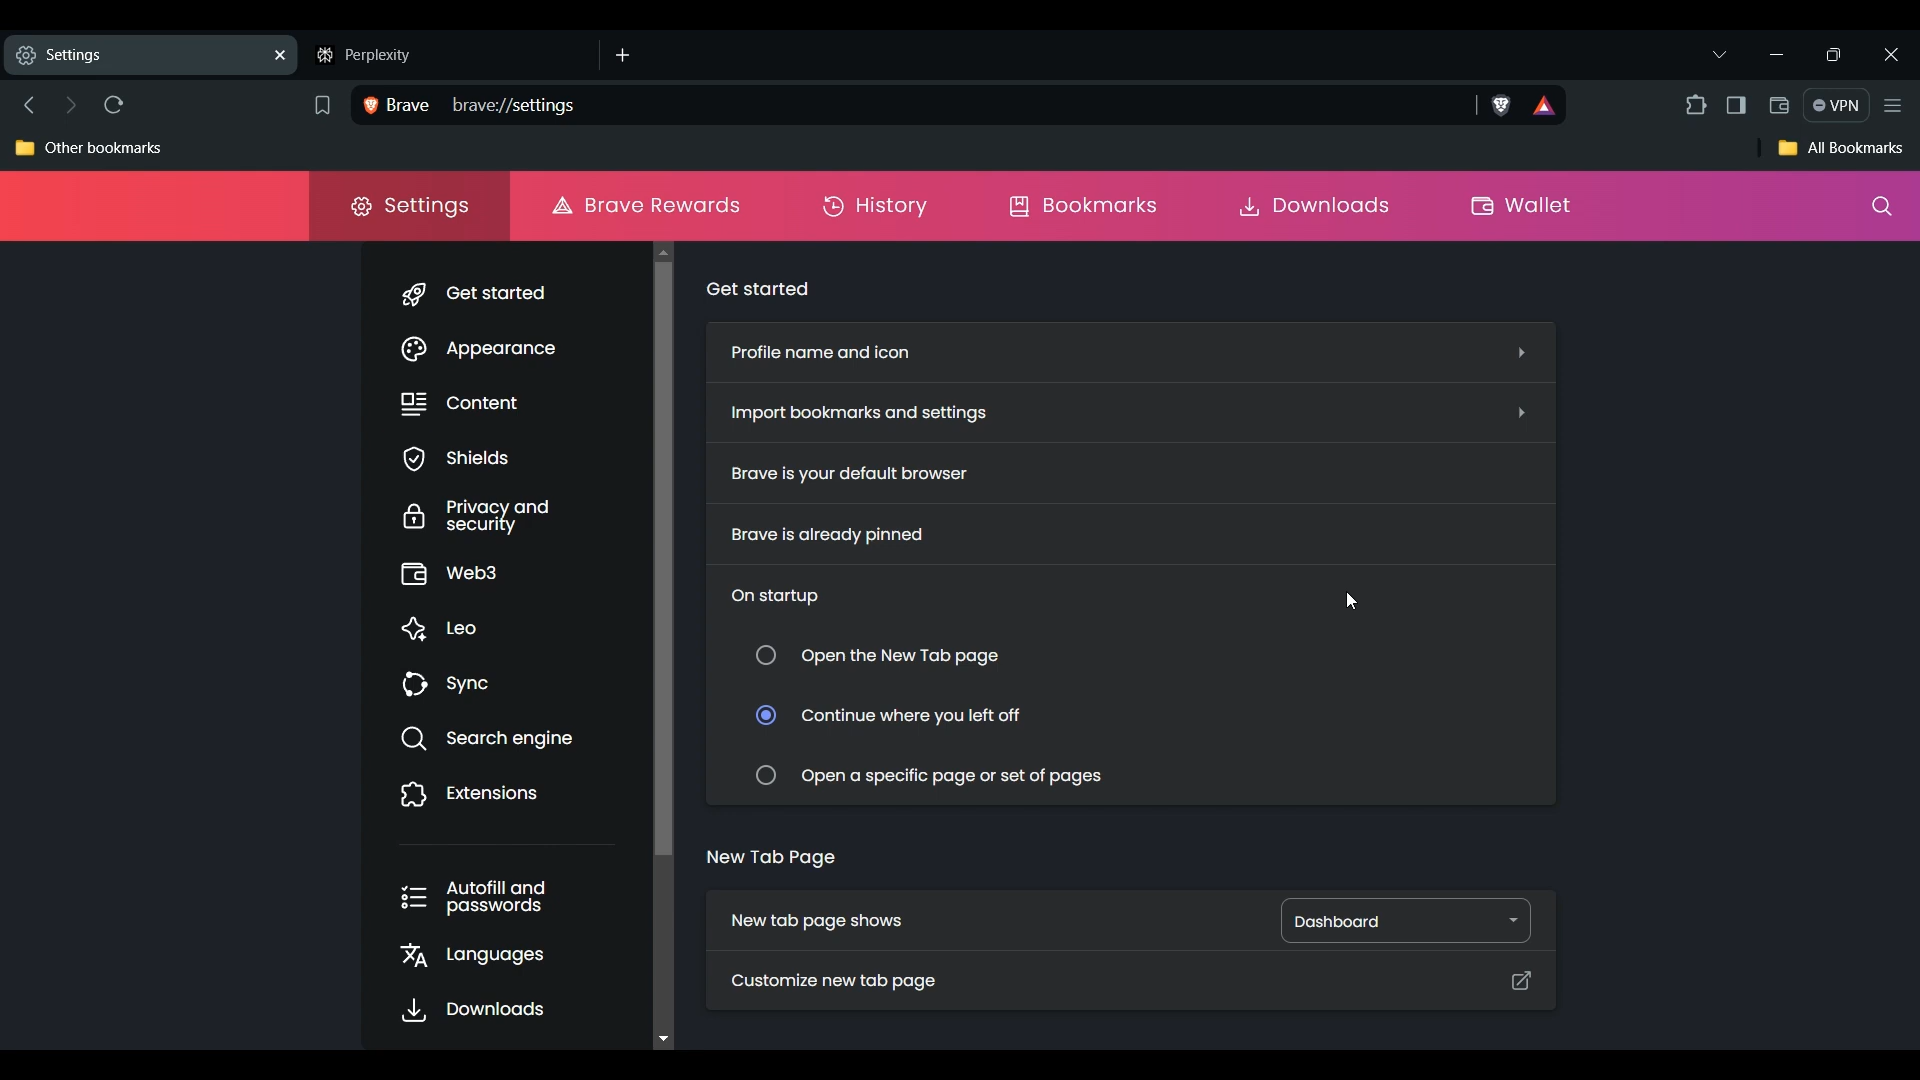 Settings
Perplexity
Brave brave://settings
VPN
Other bookmarks
All Bookmarks
Settings
Brave Rewards
History
Bookmarks
Downloads
Wallet
Get started
Appearance
Content
Shields
Privacy and
security
Web3
Leo
Sync
Search engine
Extensions
Autofill and
passwords
Languages
Downloads
Get started
Profile name and icon
Import bookmarks and settings
Brave is your default browser
Brave is already pinned
On startup
Open the New Tab page
Continue where you left off
Open a specific page or set of pages
New Tab Page
New tab page shows
Dashboard
Customize new tab page